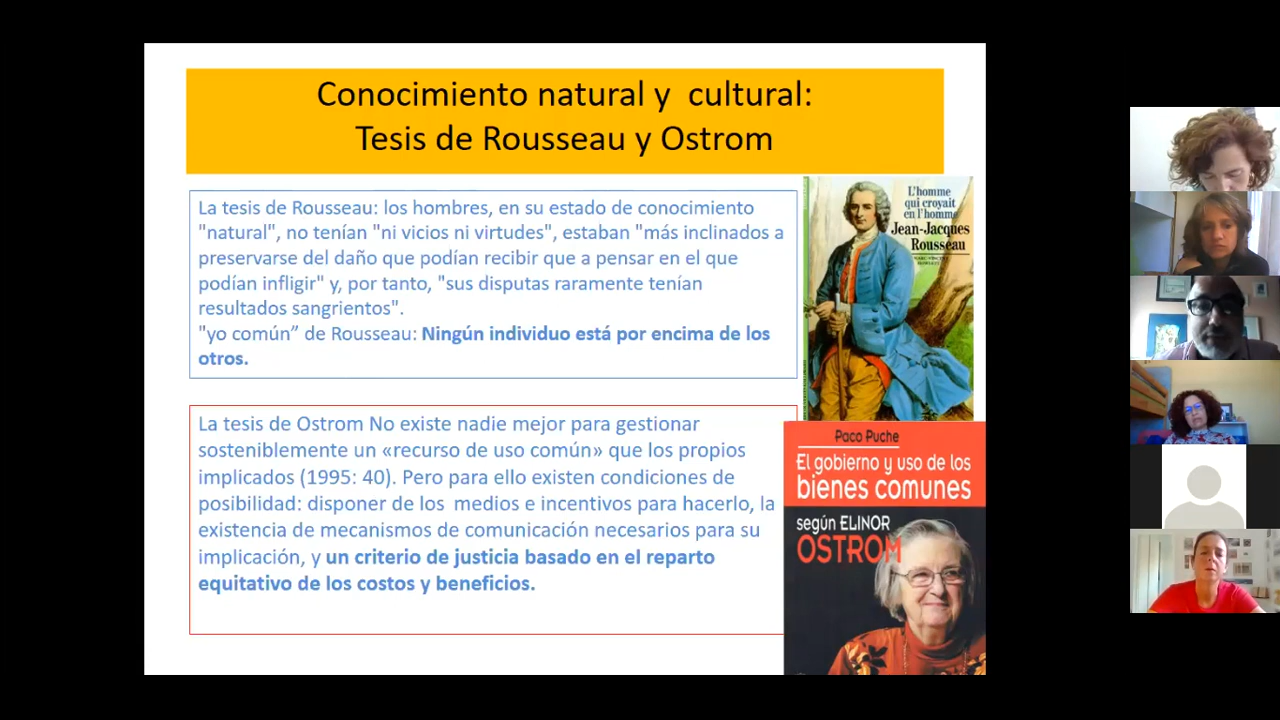 Conocimiento natural y  cultural:
Tesis de Rousseau y Ostrom
La tesis de Rousseau: los hombres, en su estado de conocimiento
"natural", no tenían "ni vicios ni virtudes", estaban "más inclinados a
preservarse del daño que podían recibir que a pensar en el que
podían infligir" y, por tanto, "sus disputas raramente tenían
resultados sangrientos".
"yo común” de Rousseau: Ningún individuo está por encima de los
otros.
L'homme
qui croyait
en l'homme
Jean-Jacques
Rousseau
La tesis de Ostrom No existe nadie mejor para gestionar
sosteniblemente un «recurso de uso común» que los propios
implicados (1995: 40). Pero para ello existen condiciones de
posibilidad: disponer de los  medios e incentivos para hacerlo, la
existencia de mecanismos de comunicación necesarios para su
implicación, y un criterio de justicia basado en el reparto
equitativo de los costos y beneficios.
Paco Puche
El gobierno y uso de los
bienes comunes
según ELINOR
OSTROM